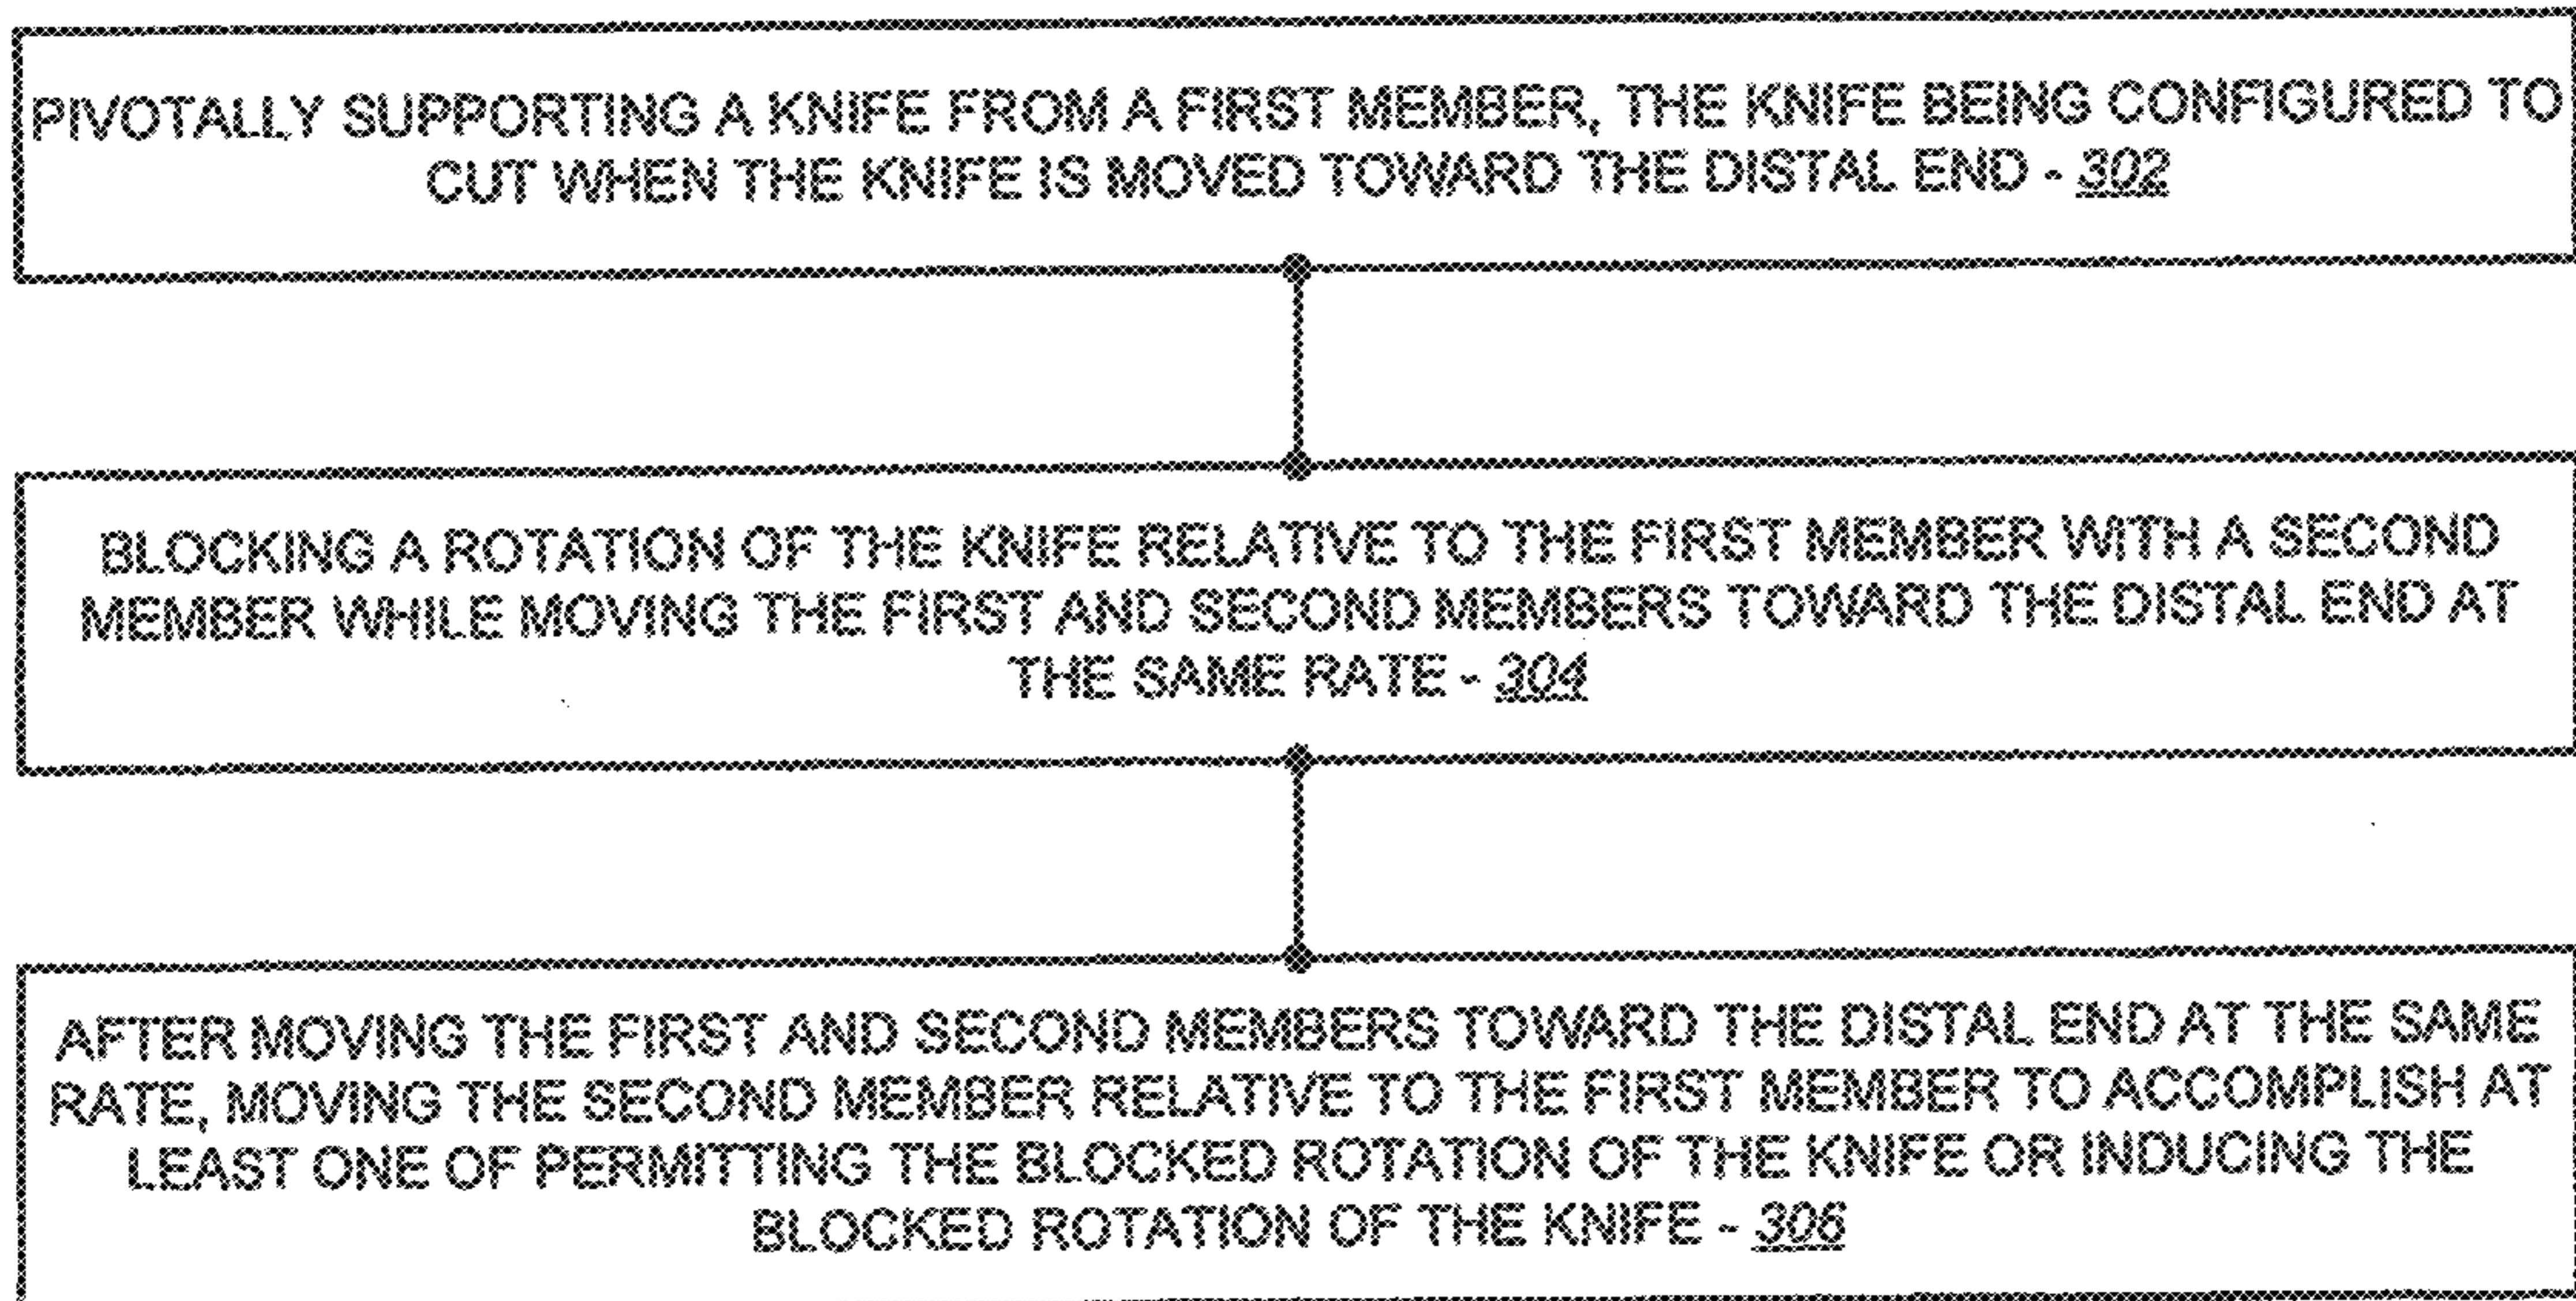 PIVOTALLY SUPPORTING A KNIFE FROM A FIRST MEMBER, THE KNIFE BEING CONFIGURED TO
CUT WHEN THE KNIFE IS MOVED TOWARD THE DISTAL END - 302
BLOCKING A ROTATION OF THE KNIFE RELATIVE TO THE FIRST MEMBER WITH A SECOND
MEMBER WHILE MOVING THE FIRST AND SECOND MEMBERS TOWARD THE DISTAL END AT
THE SAME RATE - 304
AFTER MOVING THE FIRST AND SECOND MEMBERS TOWARD THE DISTAL END AT THE SAME
RATE, MOVING THE SECOND MEMBER RELATIVE TO THE FIRST MEMBER TO ACCOMPLISH AT
LEAST ONE OF PERMITTING THE BLOCKED ROTATION OF THE KNIFE OR INDUCING THE
BLOCKED ROTATION OF THE KNIFE - 306